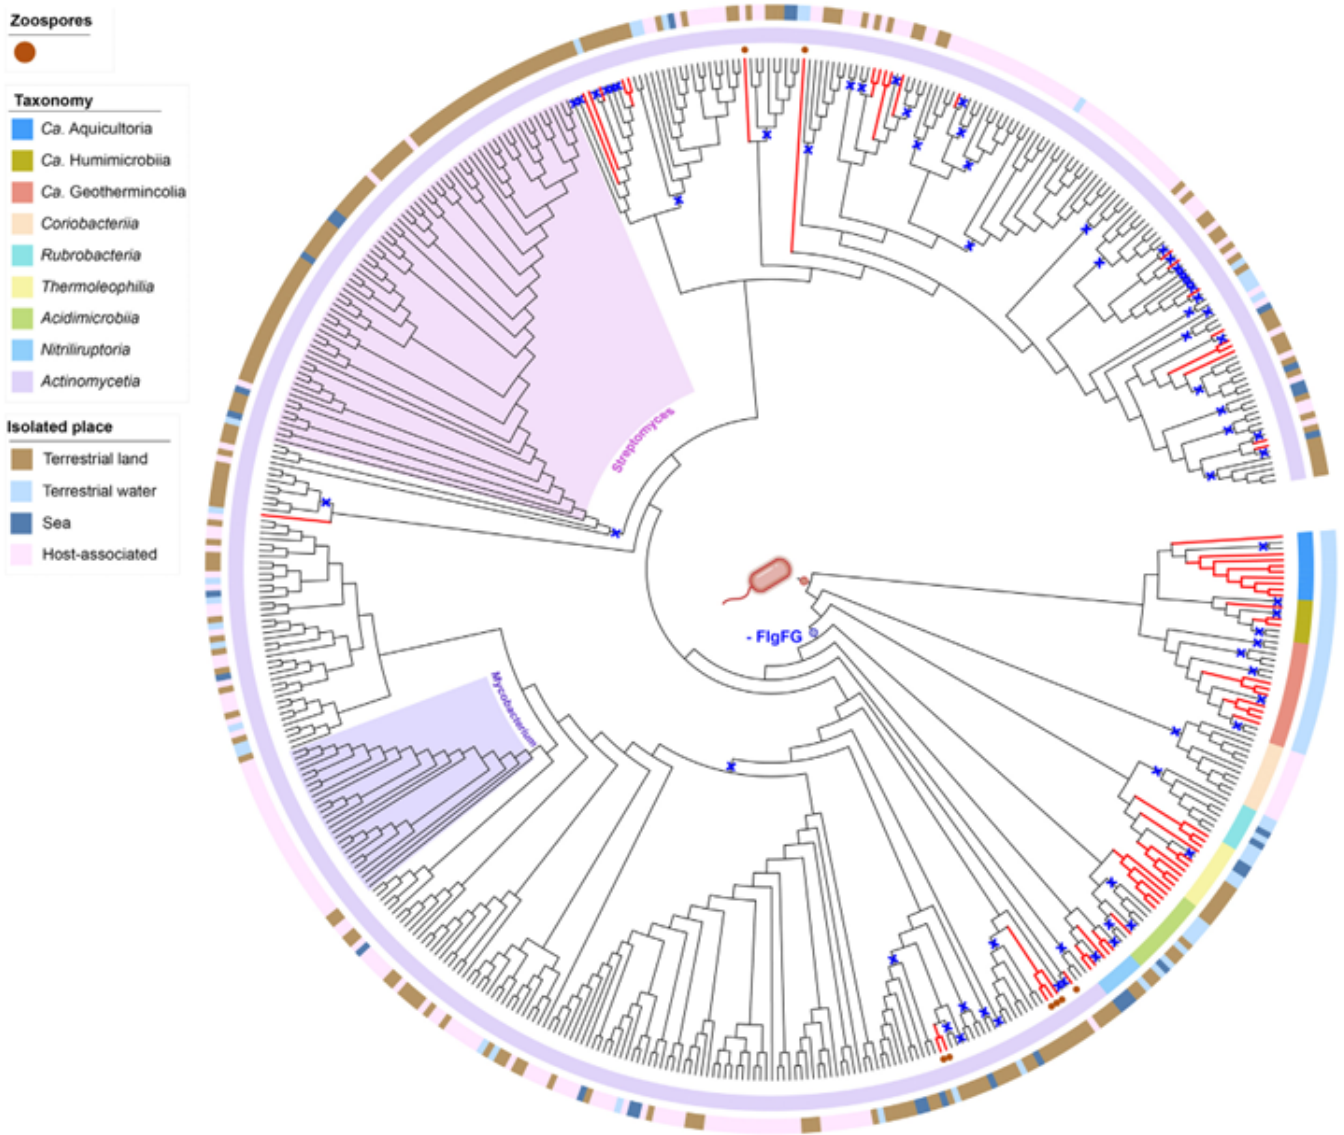 Zoospores
Taxonomy
Ca. Aquicultoria
Ca. Humimicrobiia
Ca. Geothermincolia
Coriobacteriia
Rubrobacteria
Thermoleophilia
Acidimicrobiia
Nitriliruptoria
Actinomycetia
Isolated place
Terrestrial land
Terrestrial water
Sea
Host-associated
Streptomyces
- FlgFG
Mycobacterium